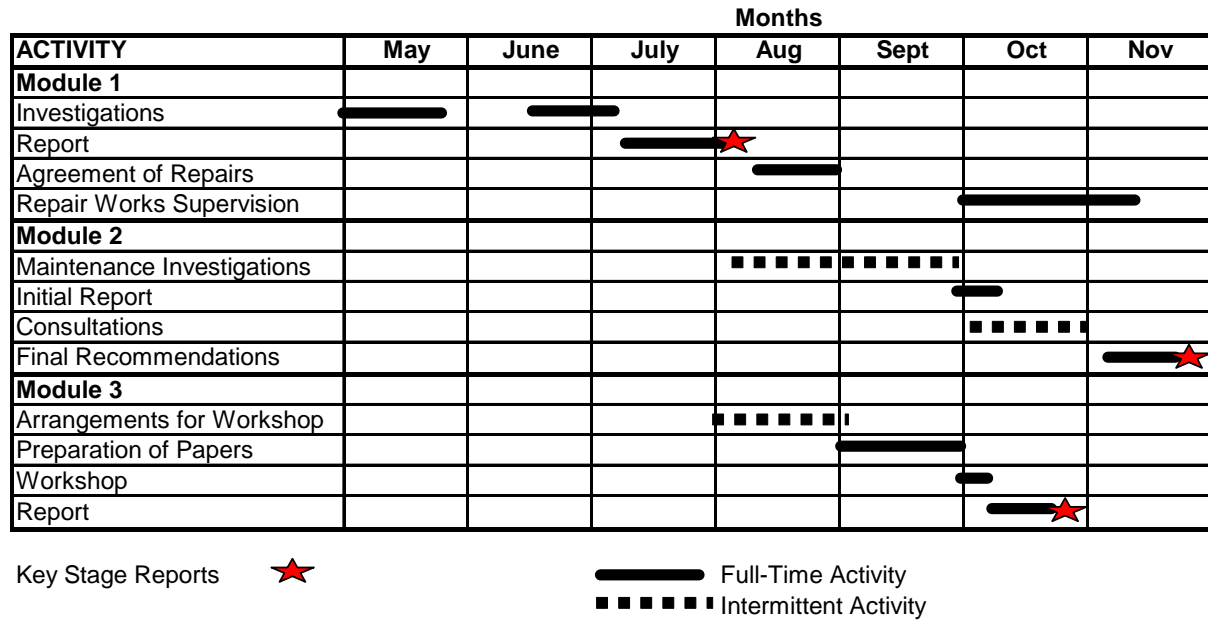 Months
ACTIVITY May June July Aug Sept Oct Nov
Module 1
Investigations
Report
Agreement of Repairs
Repair Works Supervision
Module 2
Maintenance Investigations
Initial Report
Consultations
Final Recommendations
Module 3
Arrangements for Workshop
Preparation of Papers
Workshop
Report
Key Stage Reports Full-Time Activity
Intermittent Activity